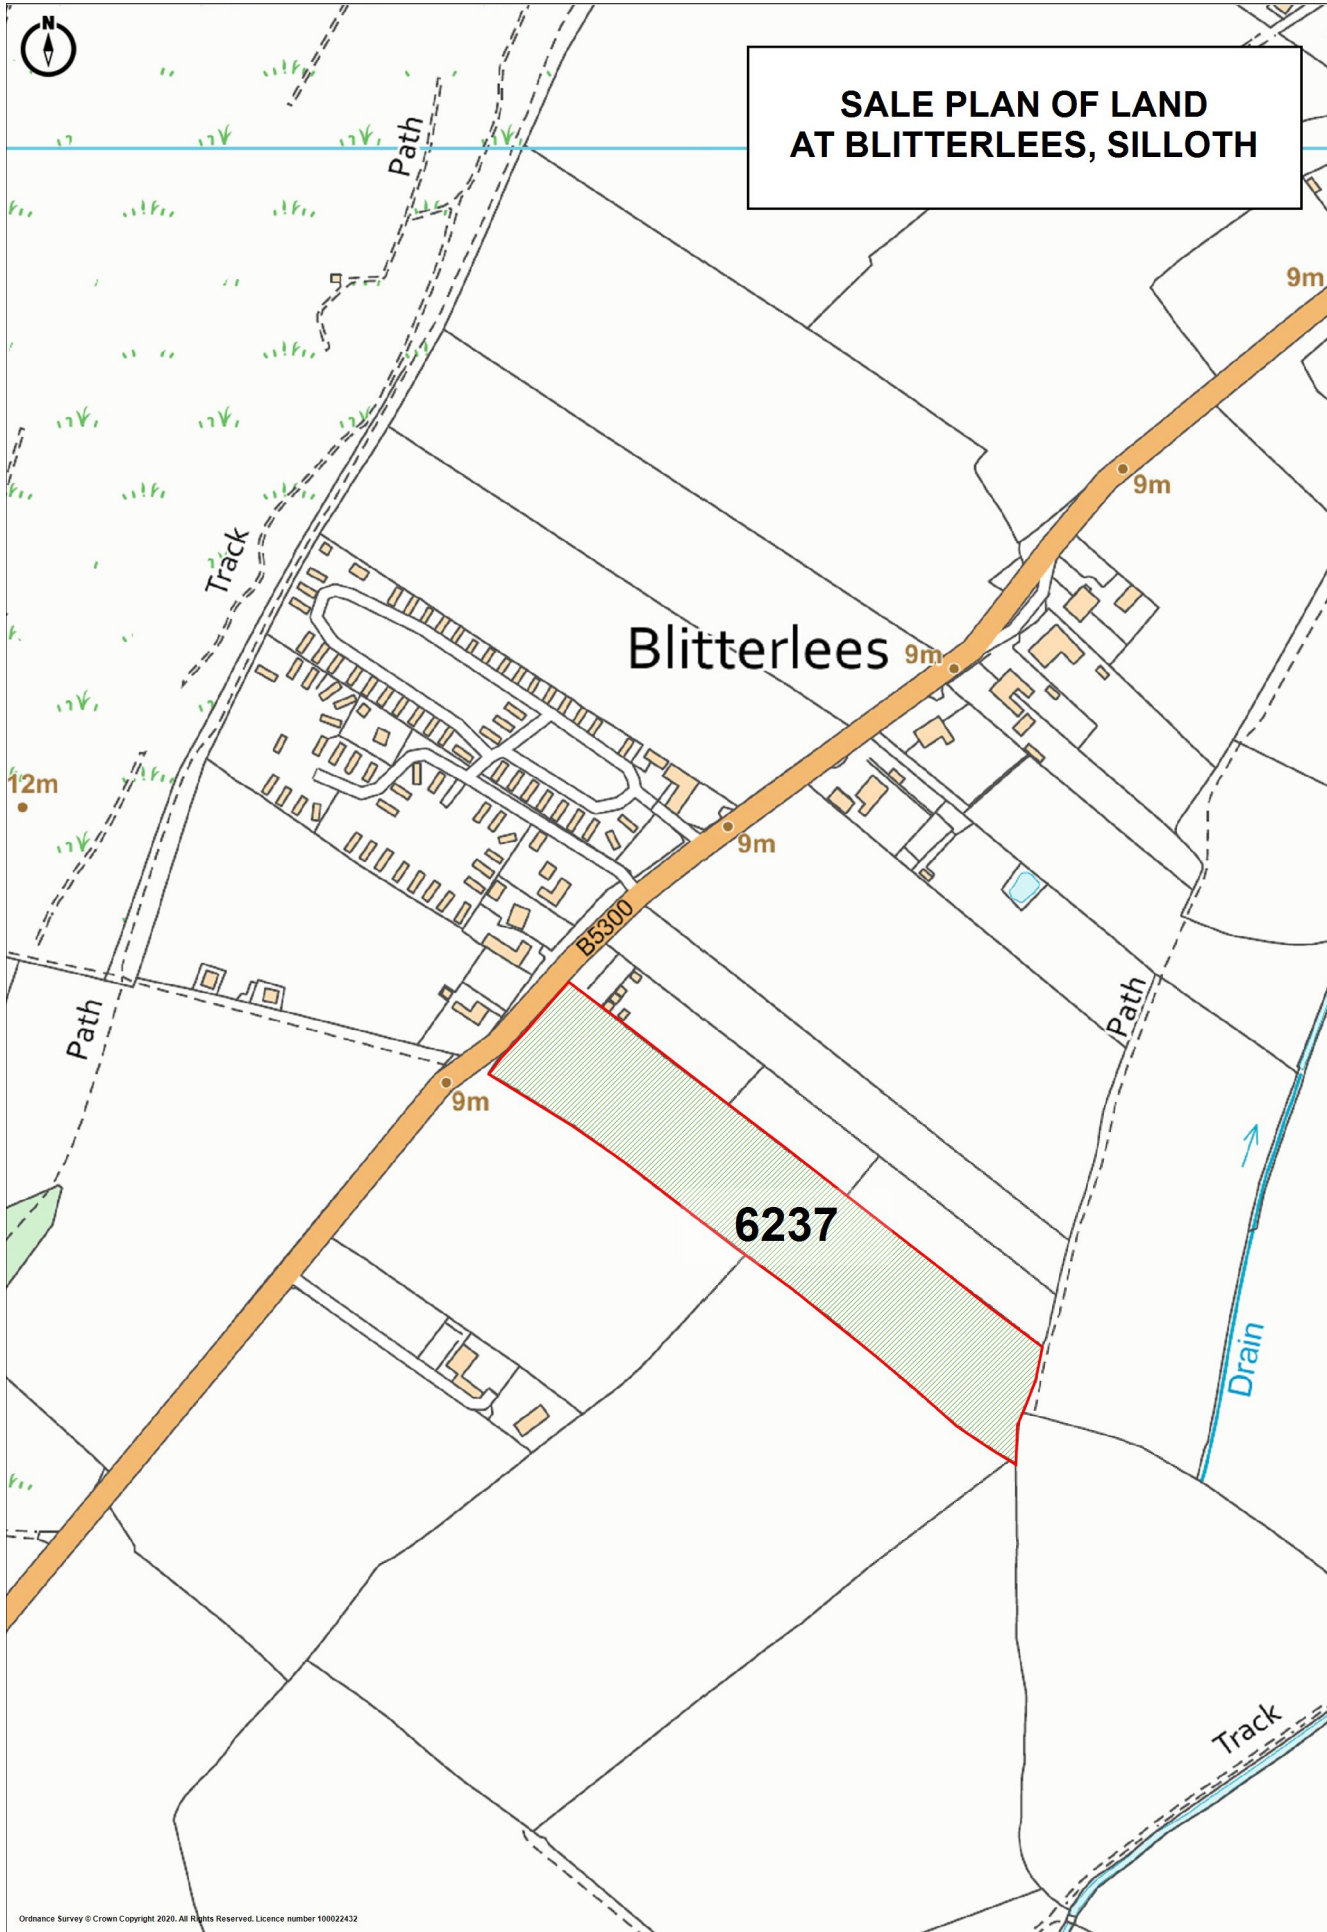 N
SALE PLAN OF LAND
AT BLITTERLEES, SILLOTH
Path
9m
9m
Track
Blitterlees
9m
12m
9m
B5300
Path
Path
9m
6237
Drain
Track
Ordnance Survey © Crown Copyright 2020. All Rights Reserved. Licence number 100022432